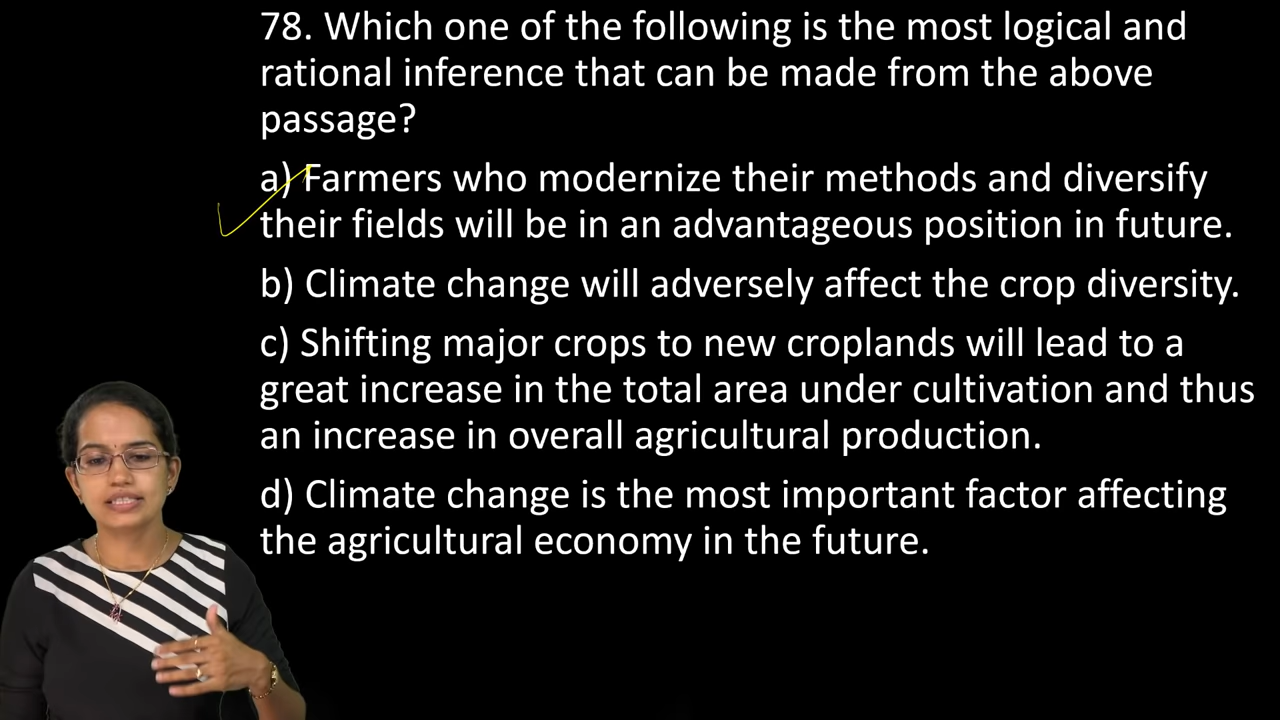 78. Which one of the following is the most logical and
rational inference that can be made from the above
passage?
a) Farmers who modernize their methods and diversify
their fields will be in an advantageous position in future.
b) Climate change will adversely affect the crop diversity.
c) Shifting major crops to new croplands will lead to a
great increase in the total area under cultivation and thus
an increase in overall agricultural production.
d) Climate change is the most important factor affecting
the agricultural economy in the future.